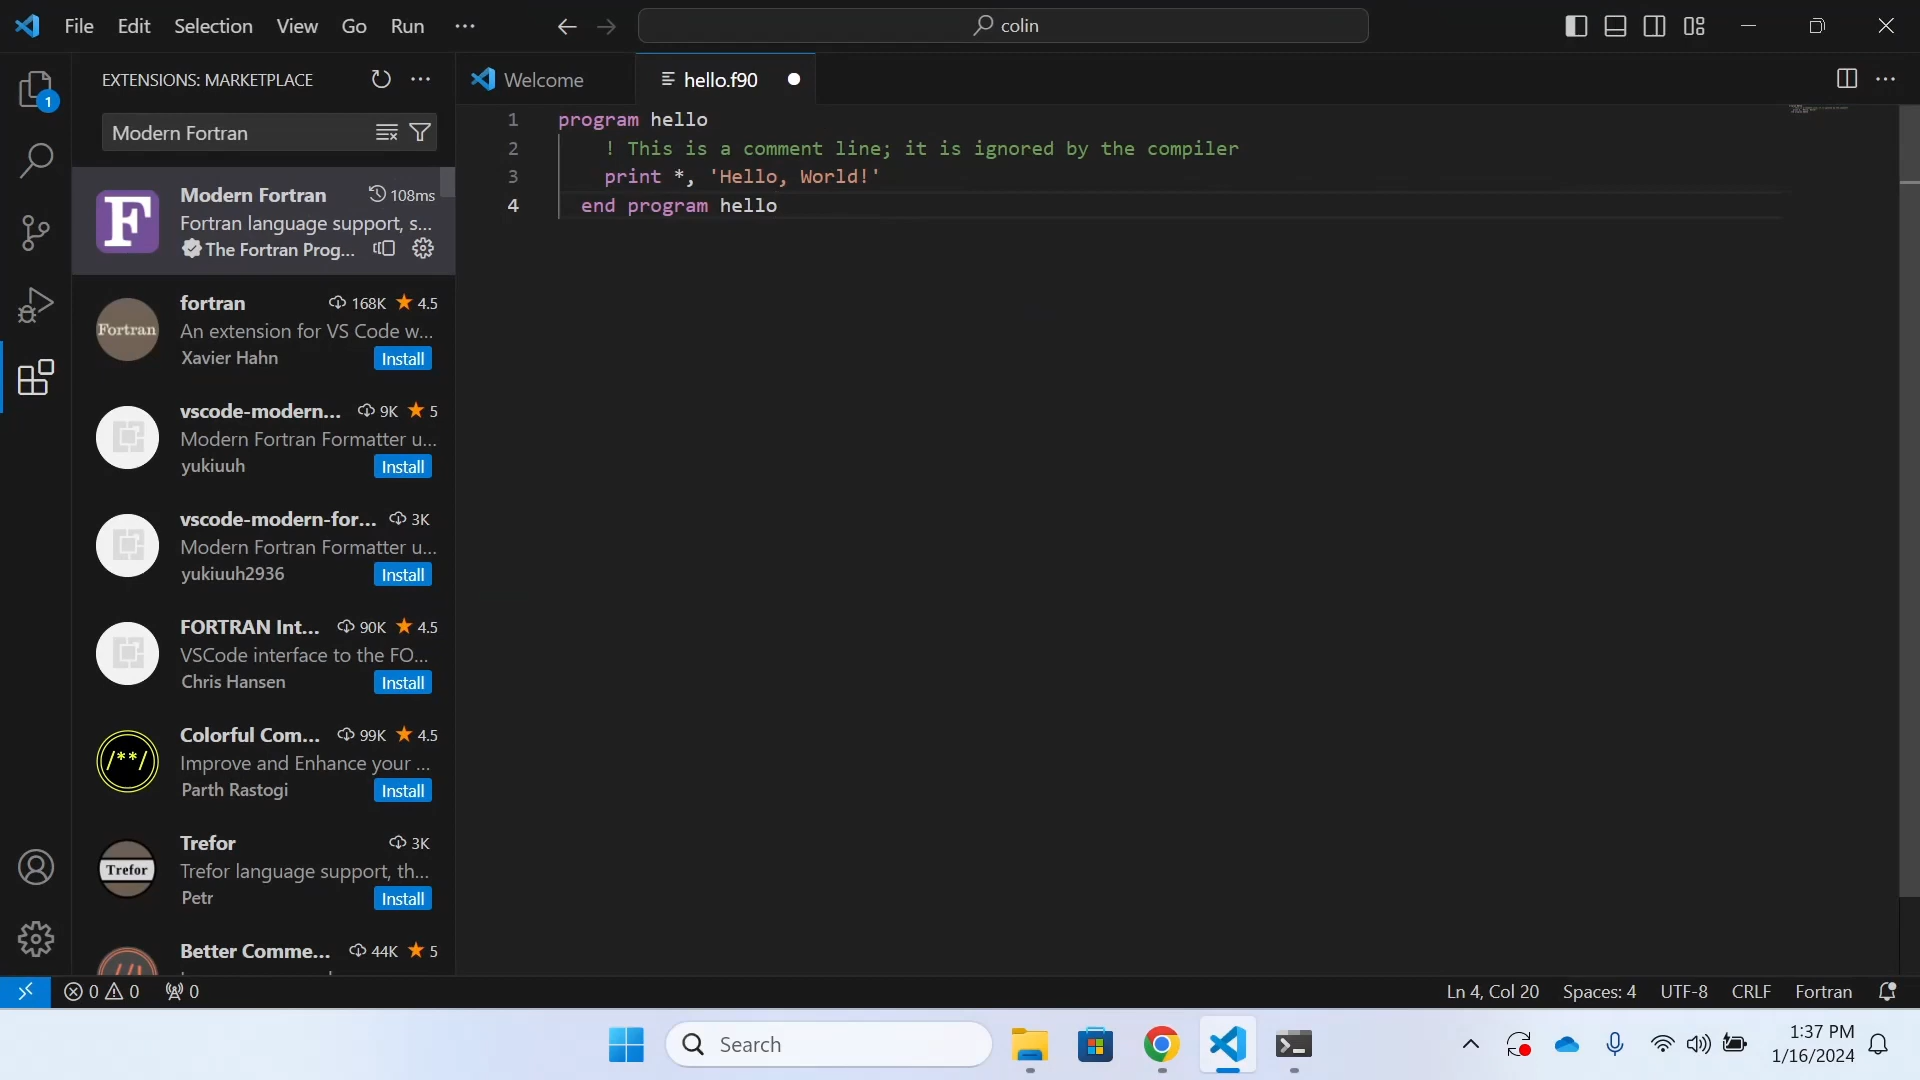 File Edit Selection View Go Run ···
colin
EXTENSIONS: MARKETPLACE
Modern Fortran
Welcome
hello.f90
1 program hello
2 ! This is a comment line; it is ignored by the compiler
3 print *, 'Hello, World!'
4 end program hello
F
Modern Fortran 108ms
Fortran language support, s...
The Fortran Prog...
Fortran
fortran 168K 4.5
An extension for VS Code w...
Xavier Hahn Install
vscode-modern... 9K 5
Modern Fortran Formatter u...
yukiuuh Install
vscode-modern-for... 3K
Modern Fortran Formatter u...
yukiuuh2936 Install
FORTRAN Int... 90K 4.5
VSCode interface to the FO...
Chris Hansen Install
/**/
Colorful Com... 99K 4.5
Improve and Enhance your ...
Parth Rastogi Install
Trefor
Trefor 3K
Trefor language support, th...
Petr Install
Better Comme... 44K 5
1
0 0 0
Ln 4, Col 20 Spaces: 4 UTF-8 CRLF Fortran
Search
1:37 PM
1/16/2024